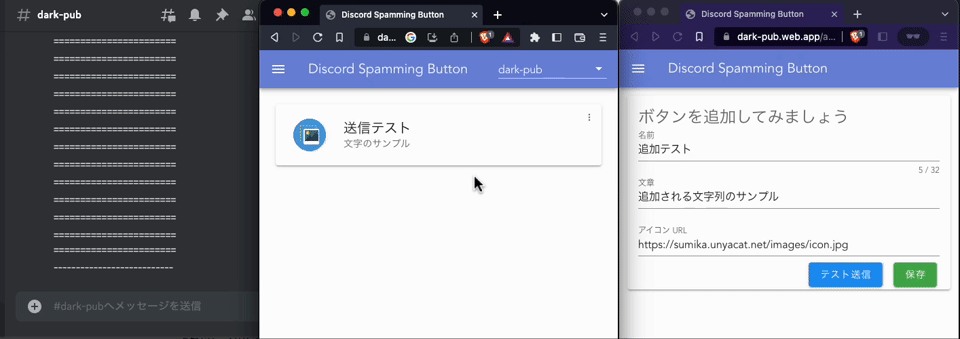 # dark-pub
===========================
===========================
===========================
===========================
===========================
===========================
===========================
===========================
===========================
===========================
===========================
===========================
===========================
---------------------------
#dark-pubへメッセージを送信
Discord Spamming Button
da...
1
Discord Spamming Button
dark-pub
送信テスト
文字のサンプル
Discord Spamming Button
dark-pub.web.app/a...
1
Discord Spamming Button
ボタンを追加してみましょう
名前
追加テスト
5 / 32
文章
追加される文字列のサンプル
アイコン URL
https://sumika.unyacat.net/images/icon.jpg
テスト送信
保存